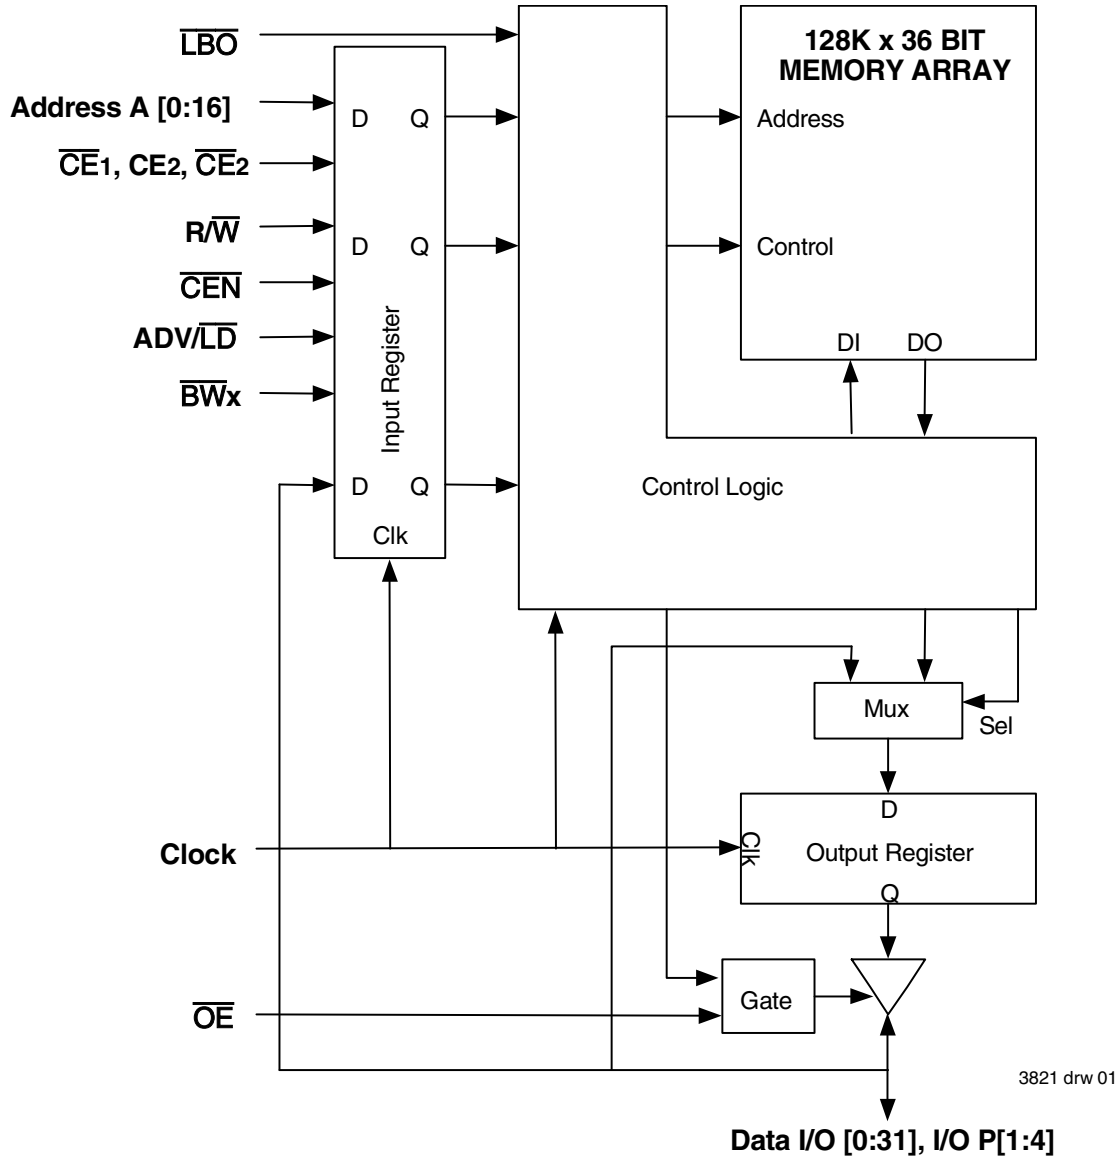 LBO
128K x 36 BIT
MEMORY ARRAY
Address A [0:16]
D Q
Address
CE1, CE2, CE2
R/W
D Q
Control
CEN
ADV/LD
DI DO
BWx
Input Register
D Q
Control Logic
Clk
Mux
Sel
D
Clock
Clk
Output Register
Q
Gate
OE
3821 drw 01
Data I/O [0:31], I/O P[1:4]